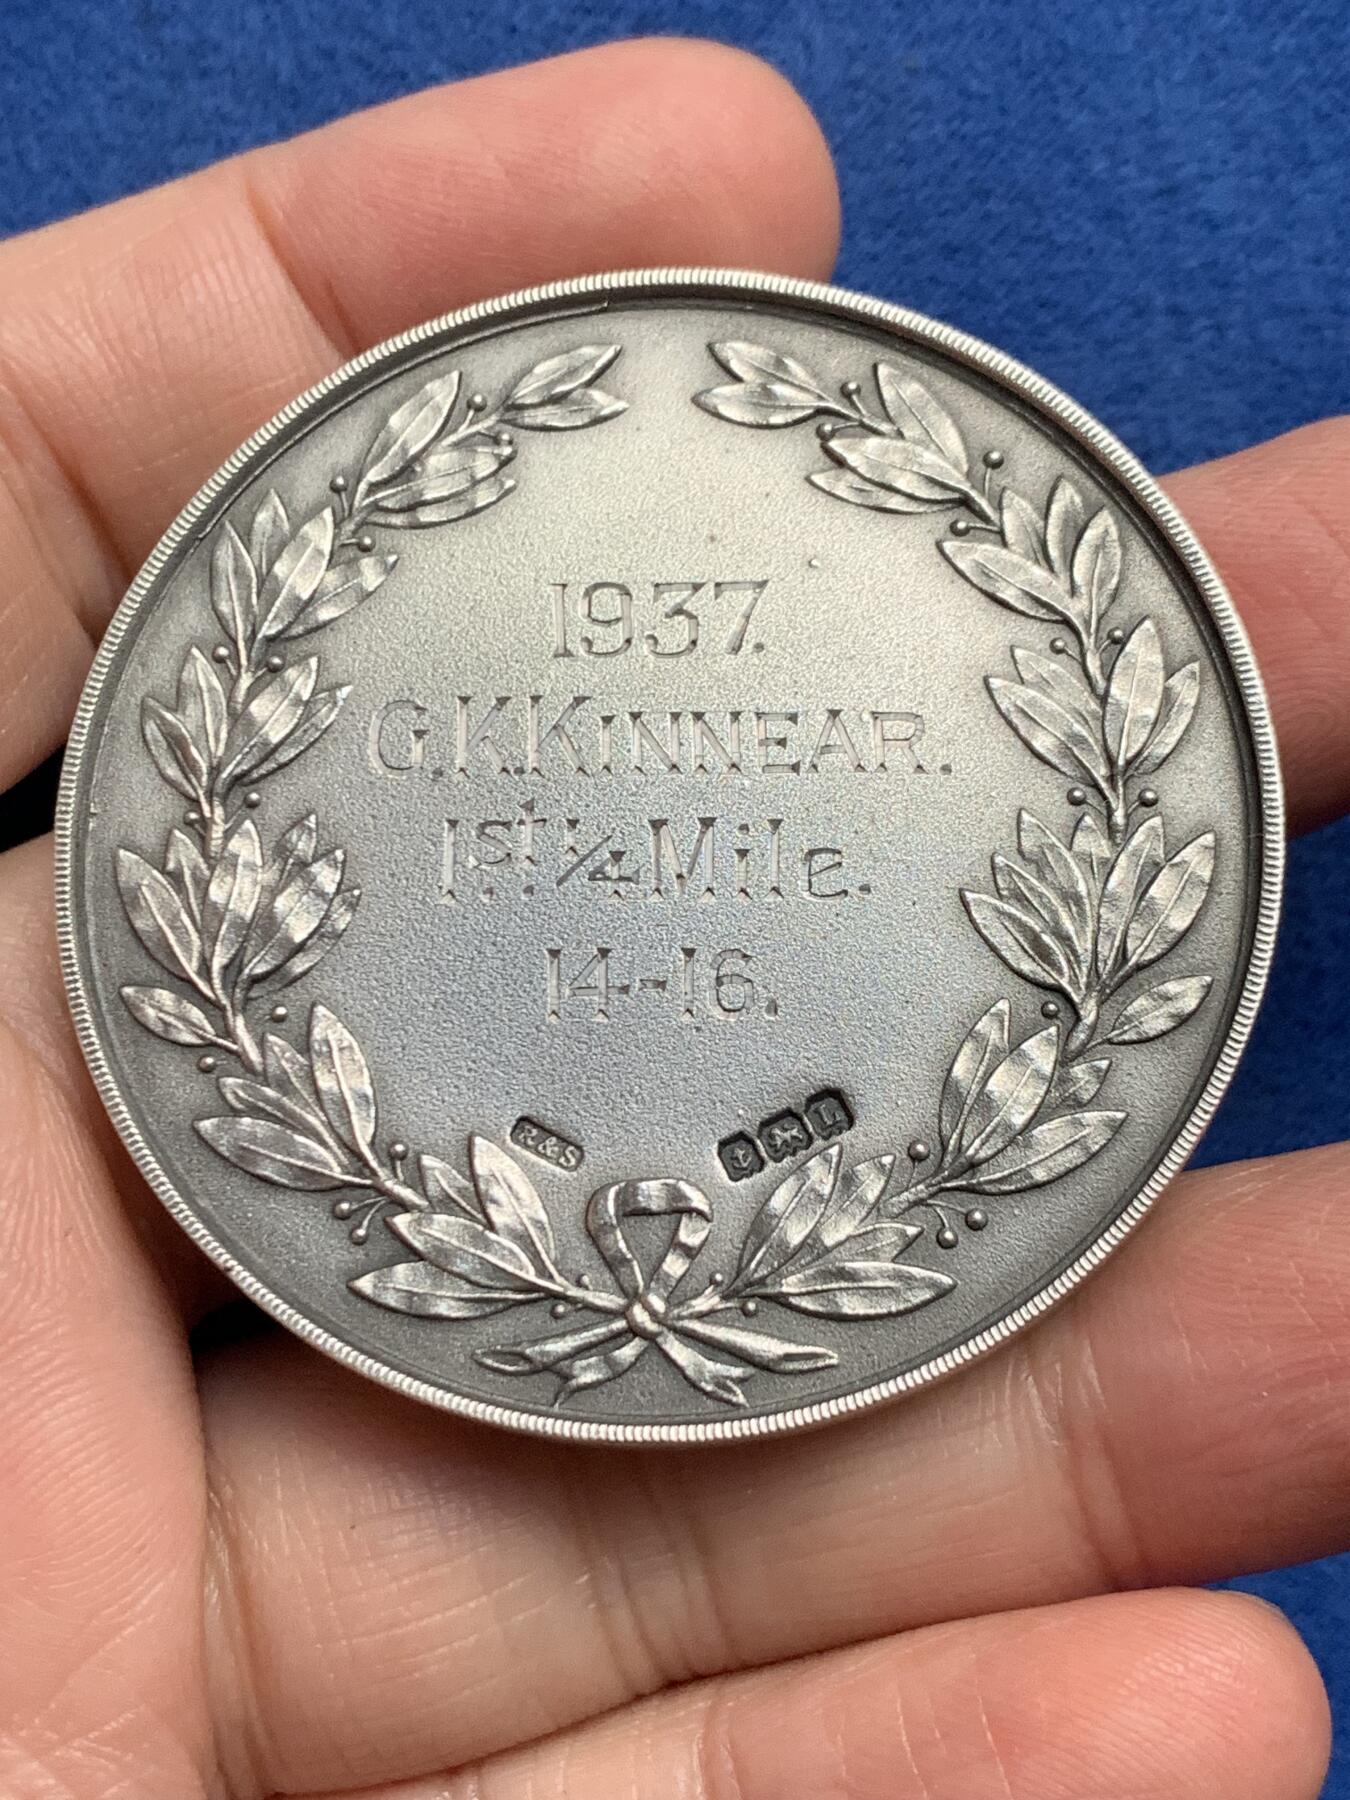 1937.
G.K.KINNEAR.
1st. ¼ Mile.
14-16.
R&S
L